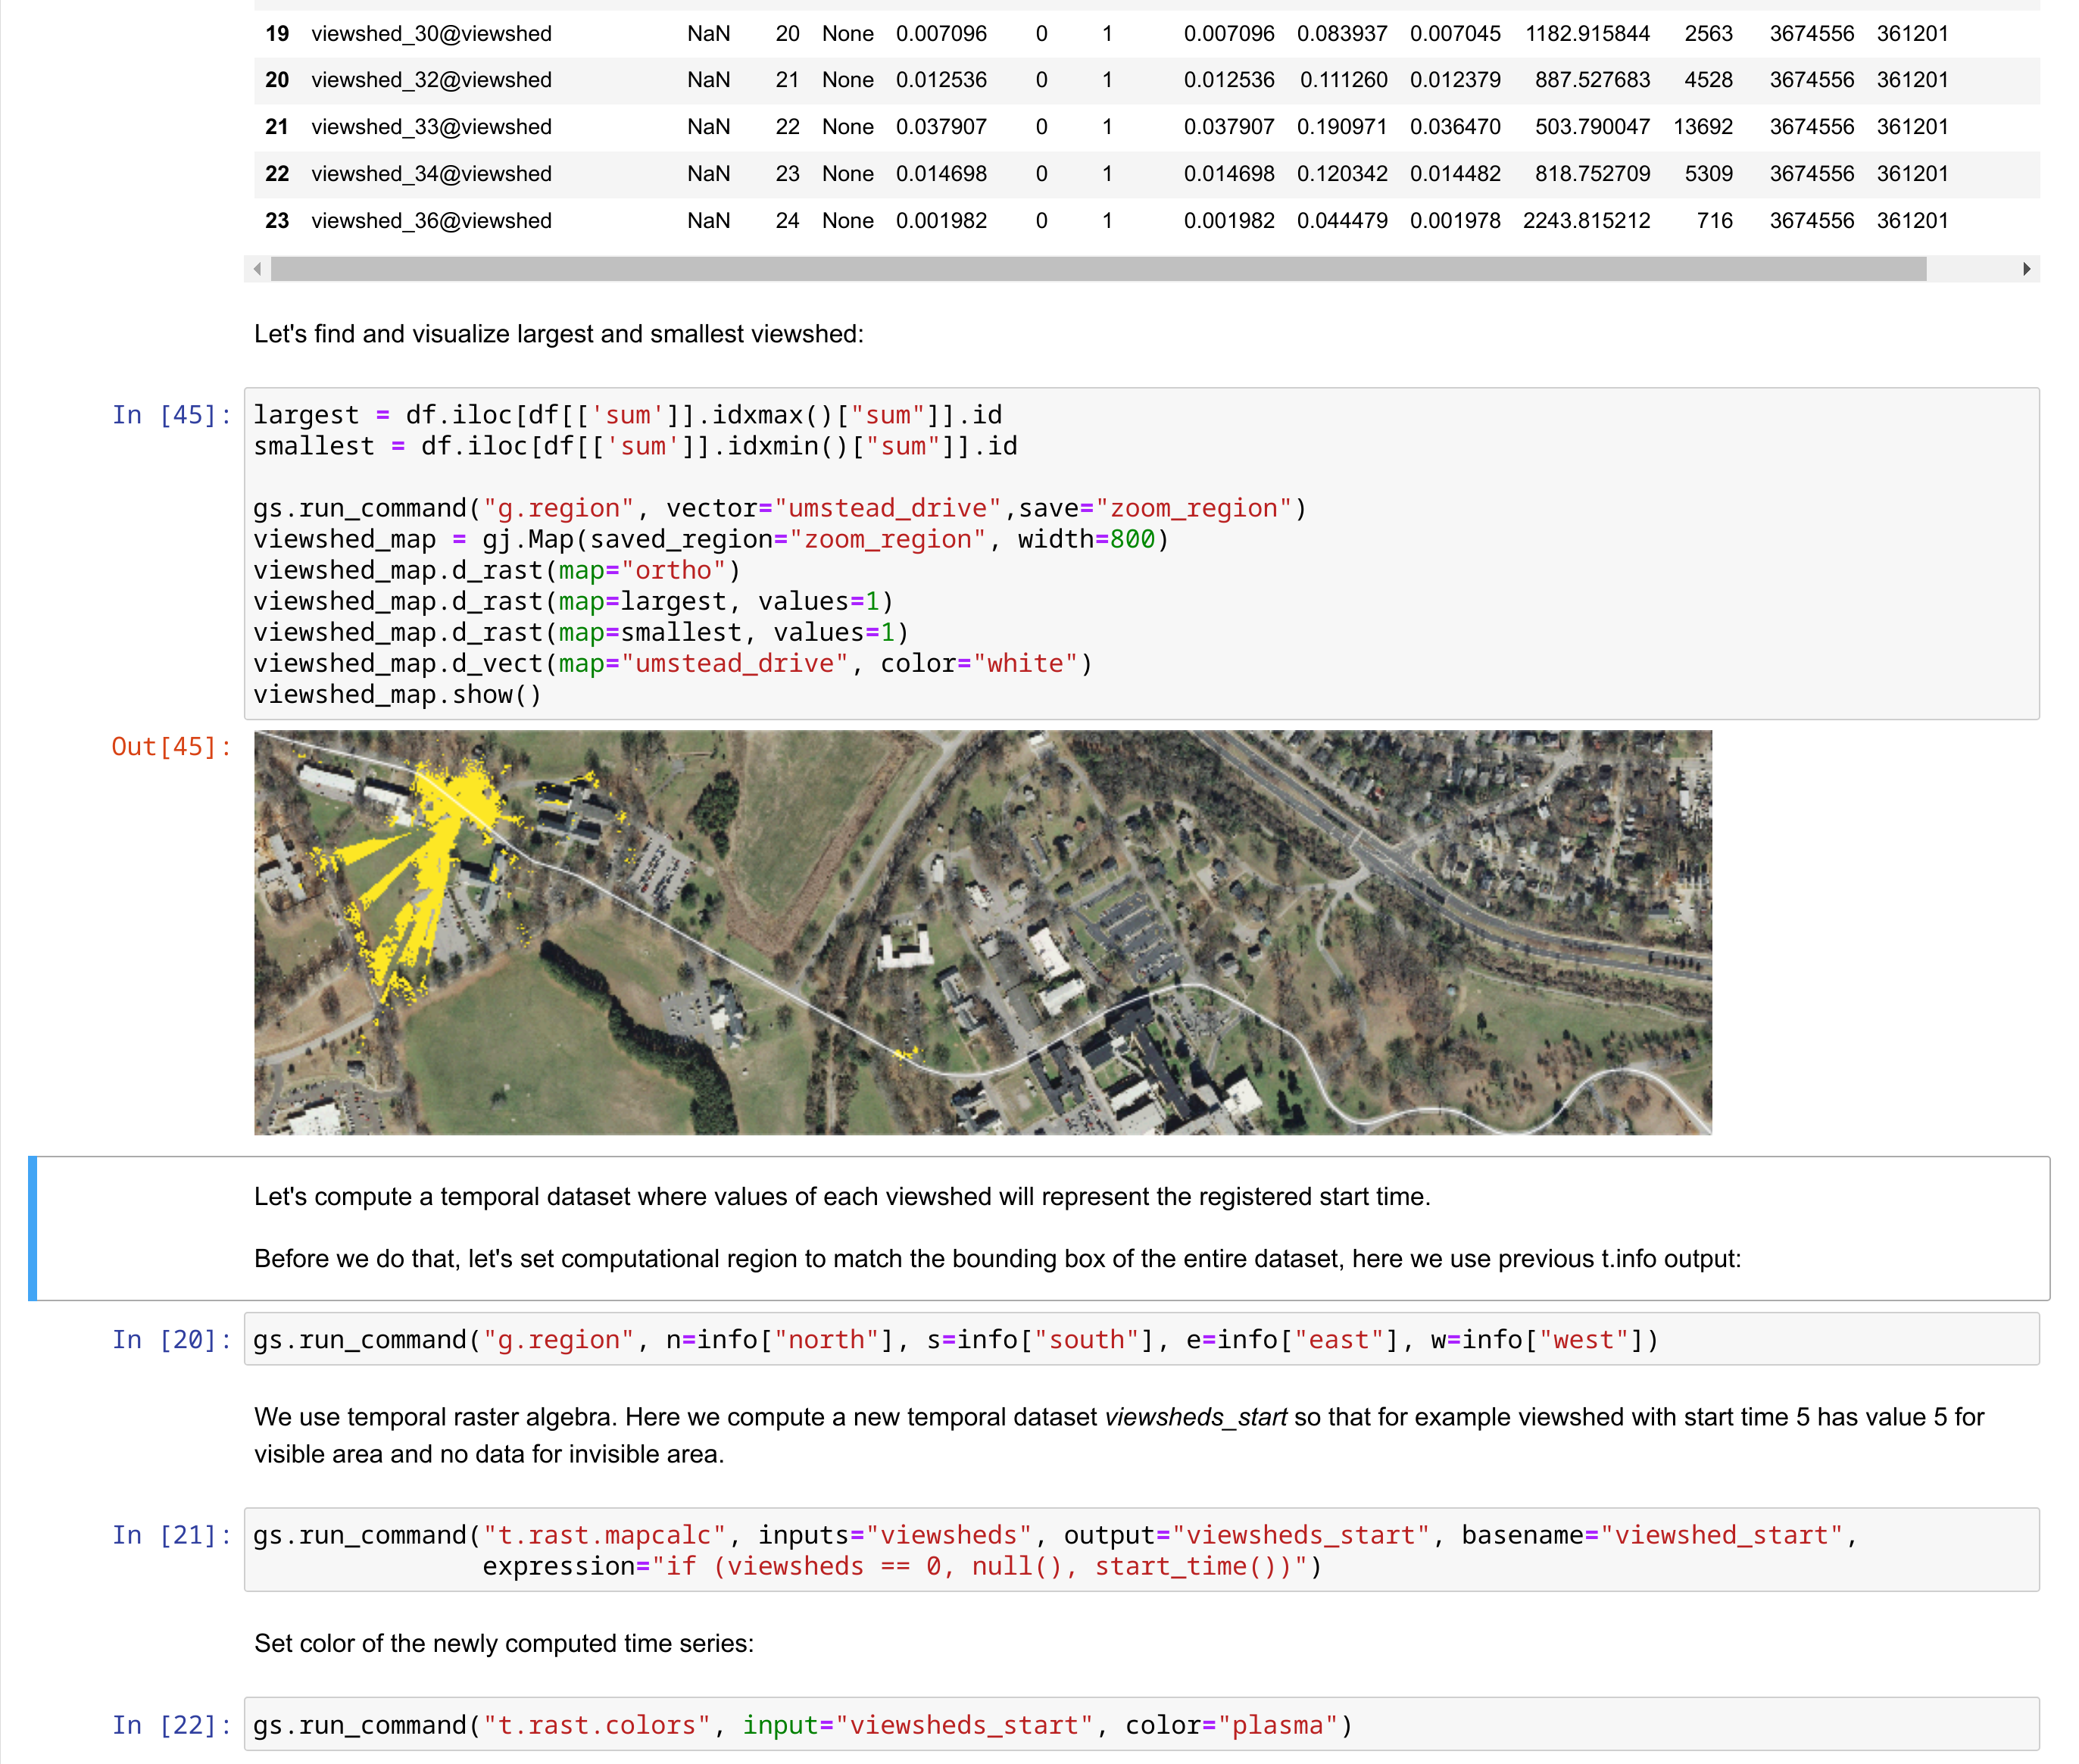 19 viewshed_30@viewshed NaN 20 None 0.007096 0 1 0.007096 0.083937 0.007045 1182.915844 2563 3674556 361201
20 viewshed_32@viewshed NaN 21 None 0.012536 0 1 0.012536 0.111260 0.012379 887.527683 4528 3674556 361201
21 viewshed_33@viewshed NaN 22 None 0.037907 0 1 0.037907 0.190971 0.036470 503.790047 13692 3674556 361201
22 viewshed_34@viewshed NaN 23 None 0.014698 0 1 0.014698 0.120342 0.014482 818.752709 5309 3674556 361201
23 viewshed_36@viewshed NaN 24 None 0.001982 0 1 0.001982 0.044479 0.001978 2243.815212 716 3674556 361201
Let's find and visualize largest and smallest viewshed:
In [45]: largest = df.iloc[df[['sum']].idxmax()["sum"]].id
smallest = df.iloc[df[['sum']].idxmin()["sum"]].id
gs.run_command("g.region", vector="umstead_drive",save="zoom_region")
viewshed_map = gj.Map(saved_region="zoom_region", width=800)
viewshed_map.d_rast(map="ortho")
viewshed_map.d_rast(map=largest, values=1)
viewshed_map.d_rast(map=smallest, values=1)
viewshed_map.d_vect(map="umstead_drive", color="white")
viewshed_map.show()
Out[45]:
Let's compute a temporal dataset where values of each viewshed will represent the registered start time.
Before we do that, let's set computational region to match the bounding box of the entire dataset, here we use previous t.info output:
In [20]: gs.run_command("g.region", n=info["north"], s=info["south"], e=info["east"], w=info["west"])
We use temporal raster algebra. Here we compute a new temporal dataset viewsheds_start so that for example viewshed with start time 5 has value 5 for
visible area and no data for invisible area.
In [21]: gs.run_command("t.rast.mapcalc", inputs="viewsheds", output="viewsheds_start", basename="viewshed_start",
expression="if (viewsheds == 0, null(), start_time())")
Set color of the newly computed time series:
In [22]: gs.run_command("t.rast.colors", input="viewsheds_start", color="plasma")